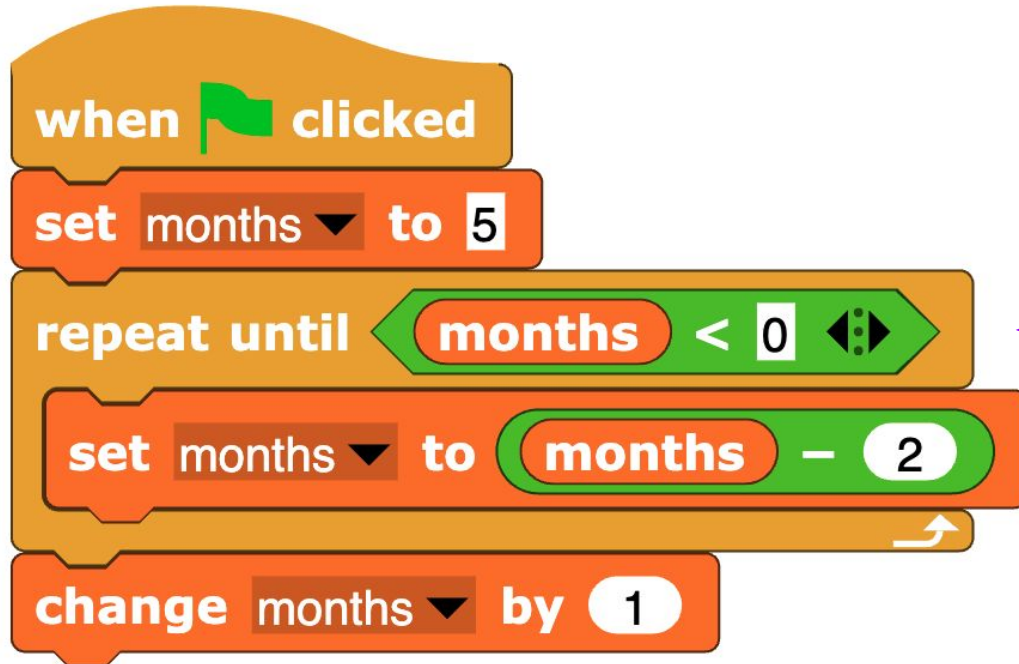 when clicked
set months to 5
repeat until months < 0
set months to months - 2
change months by 1